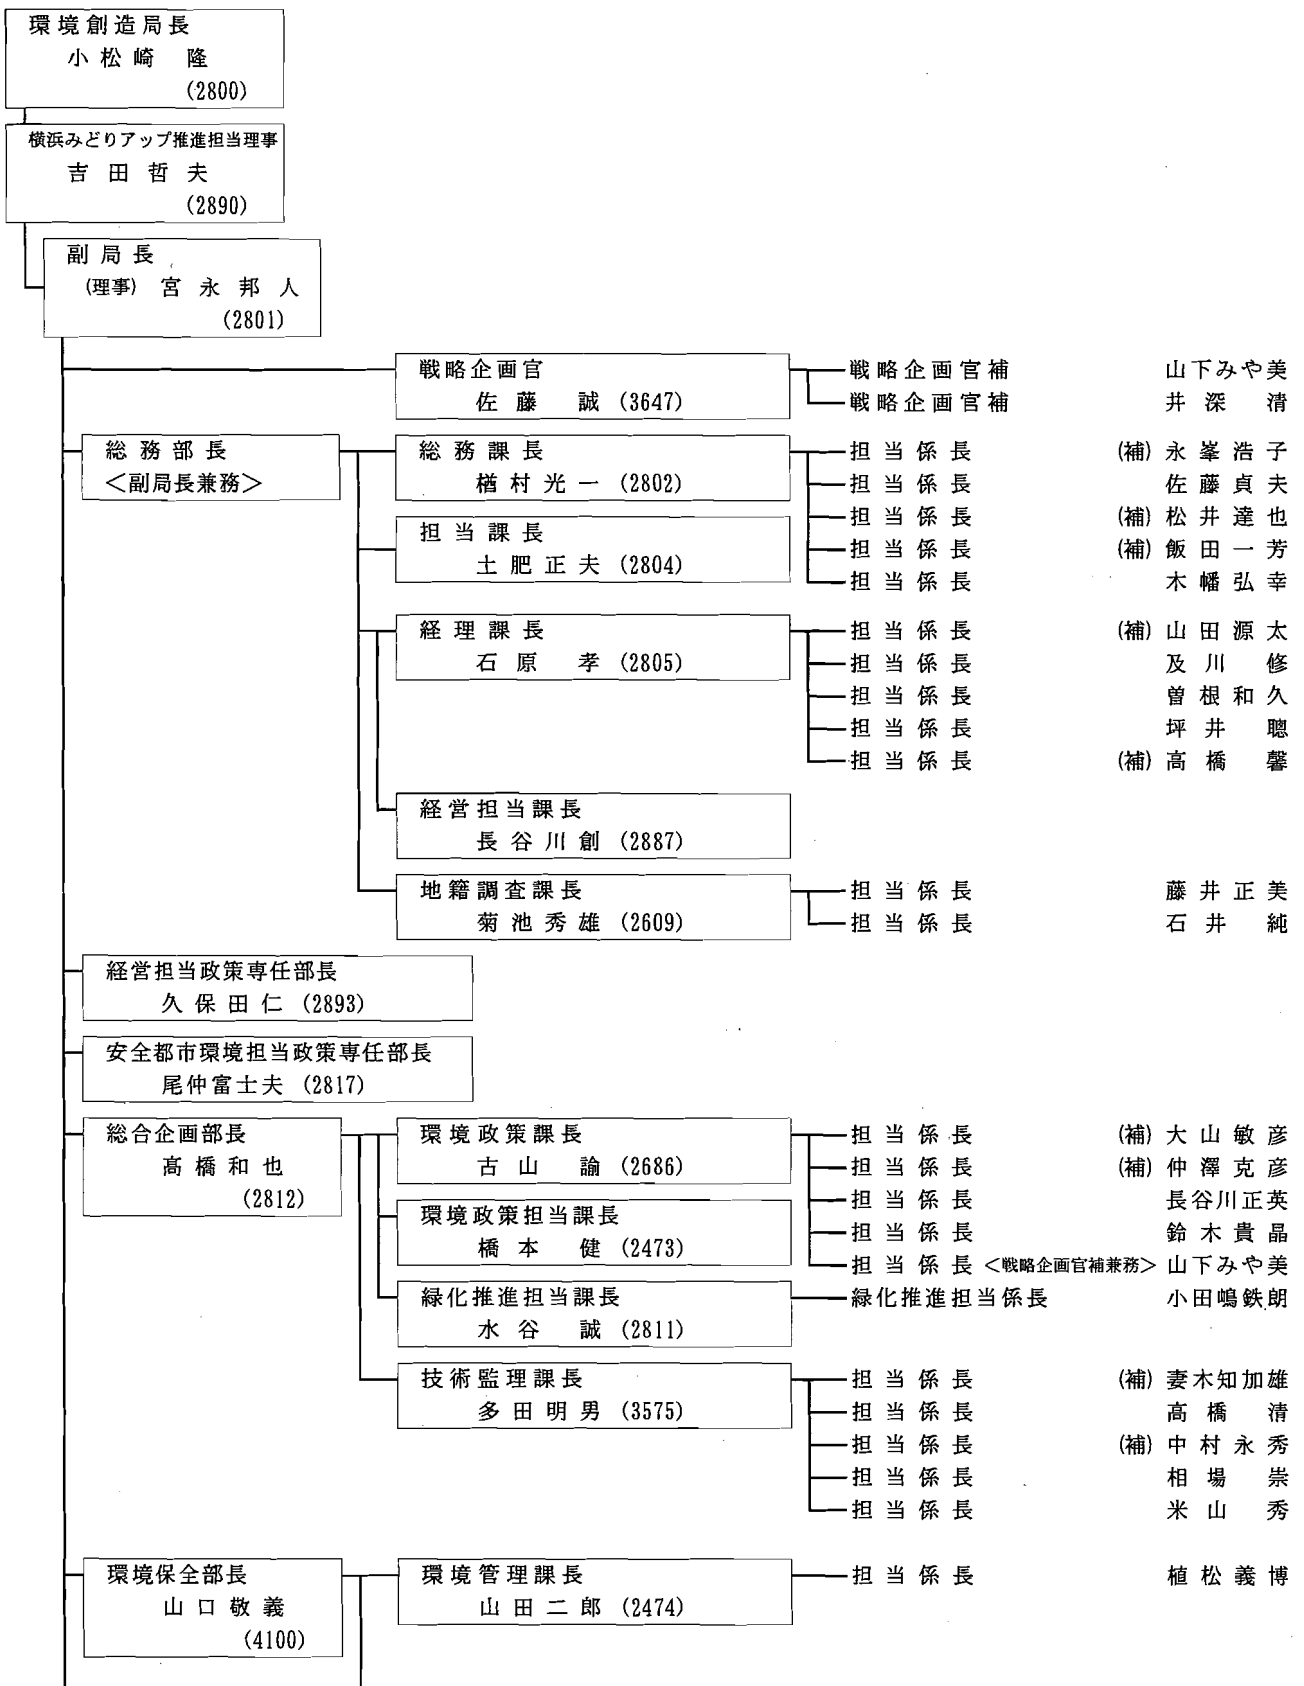 環境創造局長
小松崎 隆
(2800)
横浜みどりアップ推進担当理事
吉田哲夫
(2890)
副局長
(理事) 宮永邦人
(2801)
戦略企画官
佐藤 誠 (3647)
戦略企画官補 山下みや美
戦略企画官補 井深 清
総務部長
<副局長兼務>
総務課長
楢村光一 (2802)
担当係長 (補) 永峯浩子
担当係長 佐藤貞夫
担当係長 (補) 松井達也
担当係長 (補) 飯田一芳
担当係長 木幡弘幸
担当課長
土肥正夫 (2804)
経理課長
石原 孝 (2805)
担当係長 (補) 山田源太
担当係長 及川 修
担当係長 曽根和久
担当係長 坪井 聰
担当係長 (補) 高橋 馨
経営担当課長
長谷川創 (2887)
地籍調査課長
菊池秀雄 (2609)
担当係長 藤井正美
担当係長 石井 純
経営担当政策専任部長
久保田仁 (2893)
安全都市環境担当政策専任部長
尾仲富士夫 (2817)
総合企画部長
高橋和也
(2812)
環境政策課長
古山 諭 (2686)
担当係長 (補) 大山敏彦
担当係長 (補) 仲澤克彦
担当係長 長谷川正英
担当係長 鈴木貴晶
担当係長 <戦略企画官補兼務> 山下みや美
環境政策担当課長
橋本 健 (2473)
緑化推進担当課長
水谷 誠 (2811)
緑化推進担当係長 小田嶋鉄朗
技術監理課長
多田明男 (3575)
担当係長 (補) 妻木知加雄
担当係長 高橋 清
担当係長 (補) 中村永秀
担当係長 相場 崇
担当係長 米山 秀
環境保全部長
山口敬義
(4100)
環境管理課長
山田二郎 (2474)
担当係長 植松義博